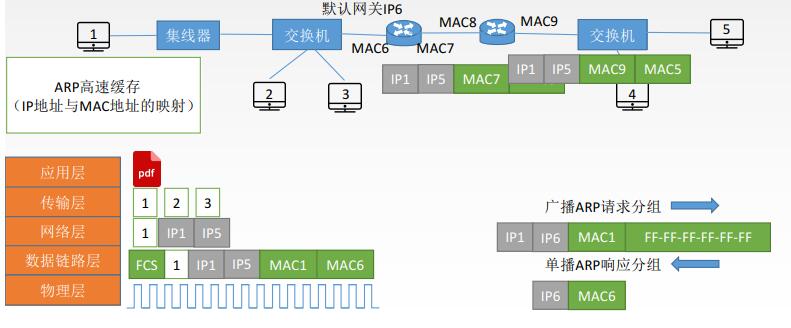 默认网关IP6
MAC8
MAC9
1
集线器
交换机
交换机
5
MAC6
MAC7
IP1 IP5 MAC7
IP1 IP5 MAC9 MAC5
2
3
4
ARP高速缓存
(IP地址与MAC地址的映射)
应用层
pdf
传输层
1 2 3
网络层
1 IP1 IP5
数据链路层
FCS 1 IP1 IP5 MAC1 MAC6
物理层
广播ARP请求分组
IP1 IP6 MAC1 FF-FF-FF-FF-FF-FF
单播ARP响应分组
IP6 MAC6